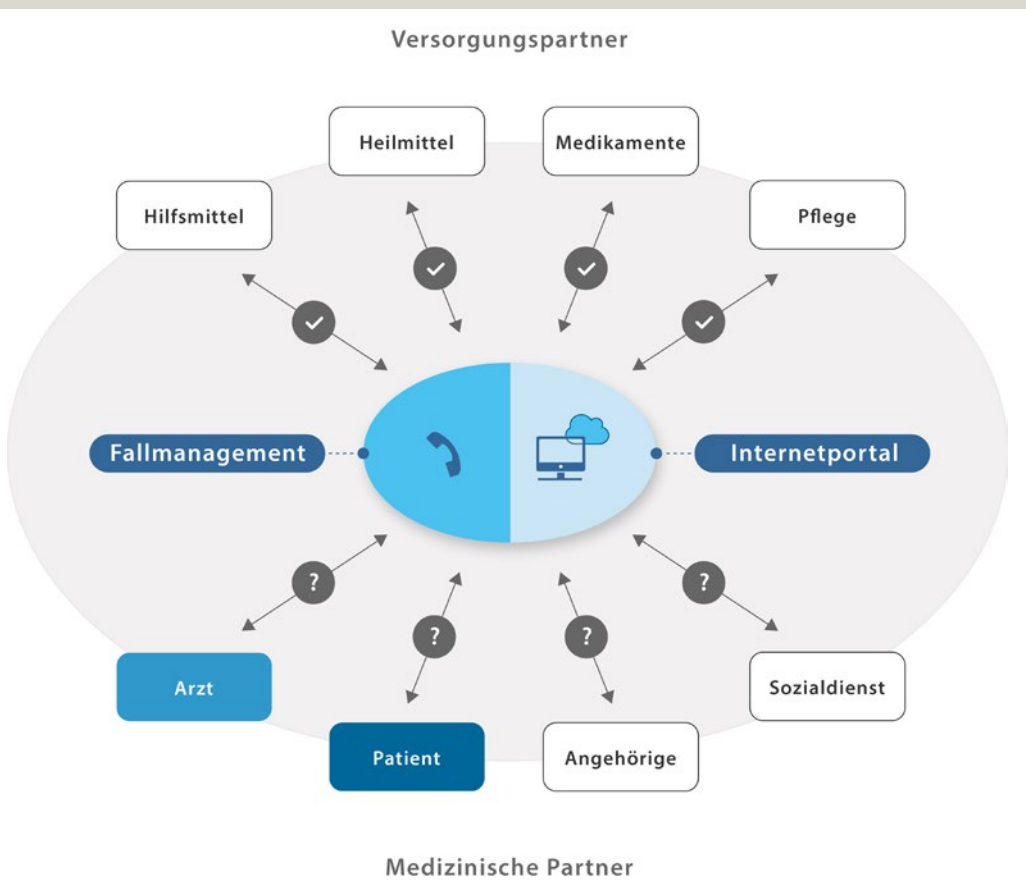 Versorgungspartner
Heilmittel
Medikamente
Hilfsmittel
Pflege
Fallmanagement
Internetportal
?
?
?
?
Arzt
Sozialdienst
Patient
Angehörige
Medizinische Partner